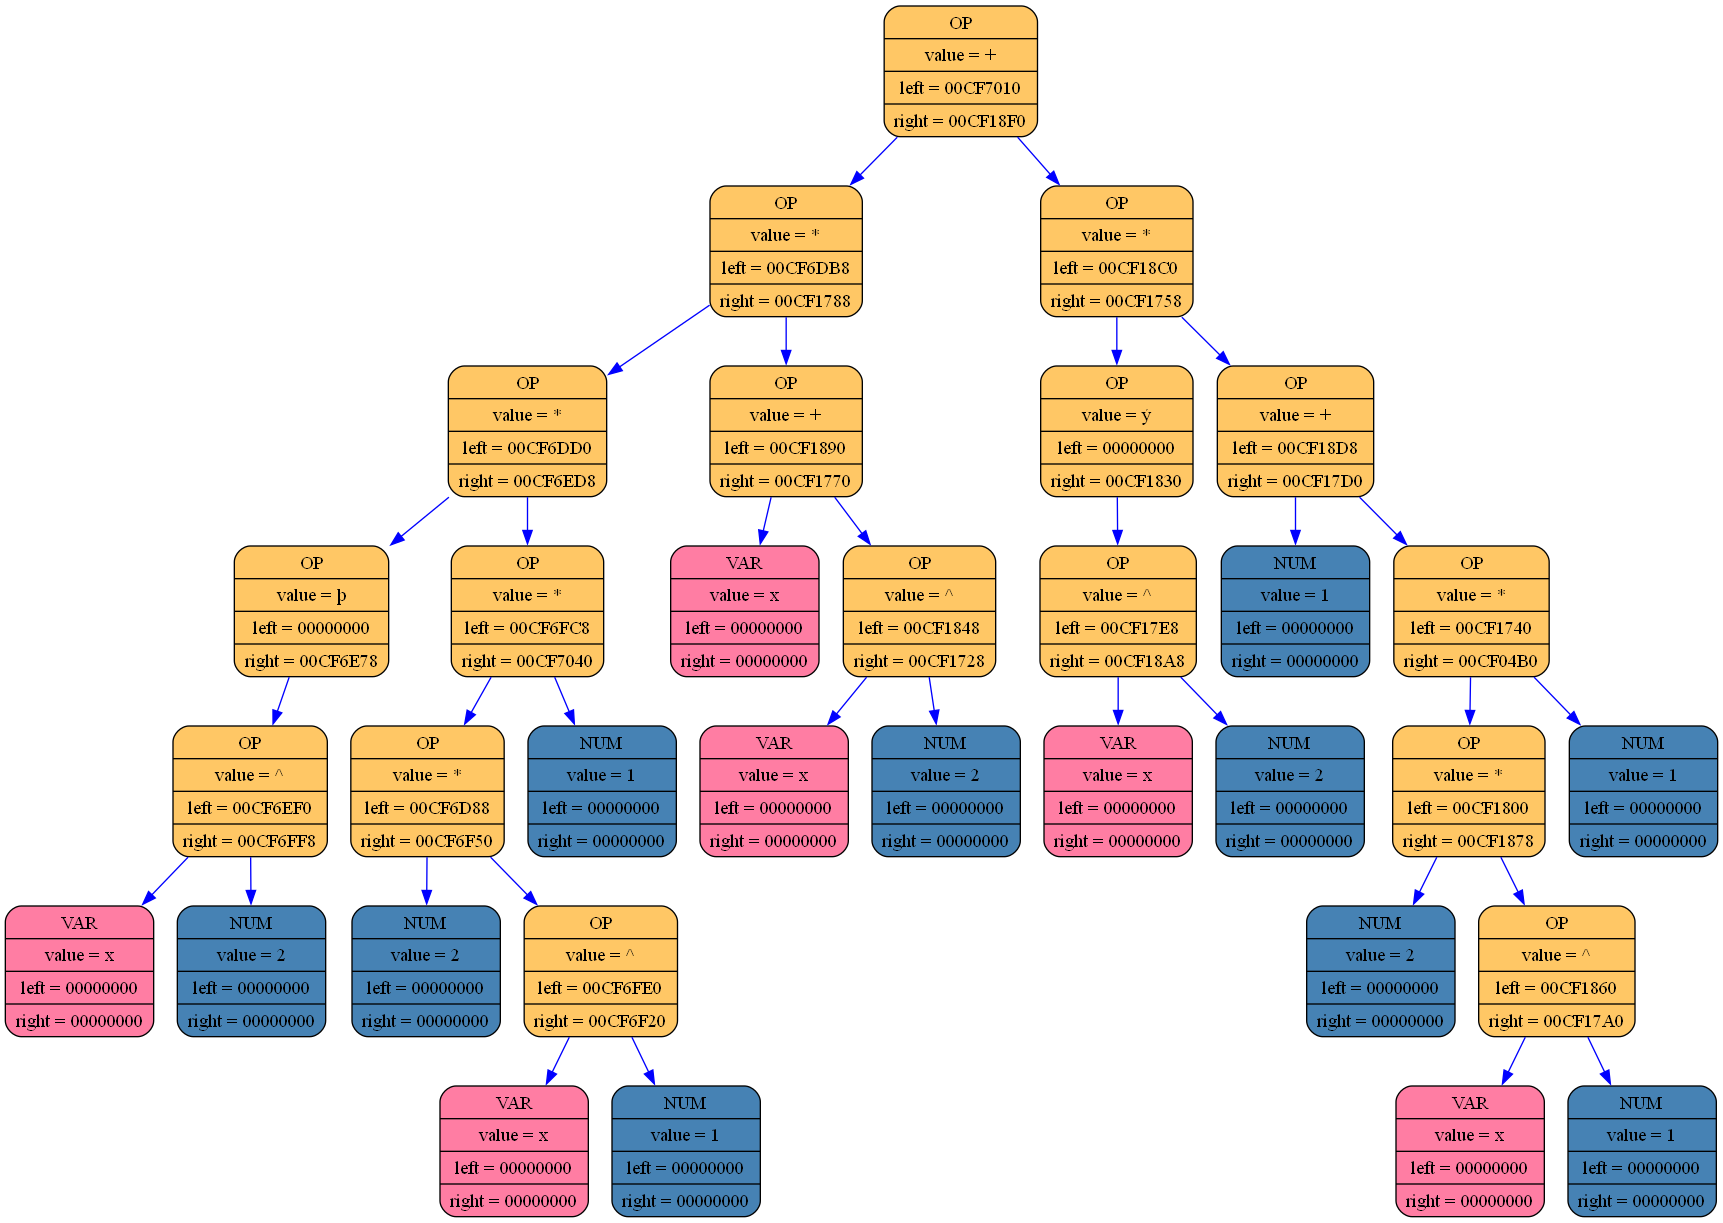 OP
value = +
left = 00CF7010
right = 00CF18F0
OP
value = *
left = 00CF6DB8
right = 00CF1788
OP
value = *
left = 00CF18C0
right = 00CF1758
OP
value = *
left = 00CF6DD0
right = 00CF6ED8
OP
value = +
left = 00CF1890
right = 00CF1770
OP
value = ý
left = 00000000
right = 00CF1830
OP
value = +
left = 00CF18D8
right = 00CF17D0
OP
value = þ
left = 00000000
right = 00CF6E78
OP
value = *
left = 00CF6FC8
right = 00CF7040
VAR
value = x
left = 00000000
right = 00000000
OP
value = ^
left = 00CF1848
right = 00CF1728
OP
value = ^
left = 00CF17E8
right = 00CF18A8
NUM
value = 1
left = 00000000
right = 00000000
OP
value = *
left = 00CF1740
right = 00CF04B0
OP
value = ^
left = 00CF6EF0
right = 00CF6FF8
OP
value = *
left = 00CF6D88
right = 00CF6F50
NUM
value = 1
left = 00000000
right = 00000000
VAR
value = x
left = 00000000
right = 00000000
NUM
value = 2
left = 00000000
right = 00000000
VAR
value = x
left = 00000000
right = 00000000
NUM
value = 2
left = 00000000
right = 00000000
OP
value = *
left = 00CF1800
right = 00CF1878
NUM
value = 1
left = 00000000
right = 00000000
VAR
value = x
left = 00000000
right = 00000000
NUM
value = 2
left = 00000000
right = 00000000
NUM
value = 2
left = 00000000
right = 00000000
OP
value = ^
left = 00CF6FE0
right = 00CF6F20
NUM
value = 2
left = 00000000
right = 00000000
OP
value = ^
left = 00CF1860
right = 00CF17A0
VAR
value = x
left = 00000000
right = 00000000
NUM
value = 1
left = 00000000
right = 00000000
VAR
value = x
left = 00000000
right = 00000000
NUM
value = 1
left = 00000000
right = 00000000